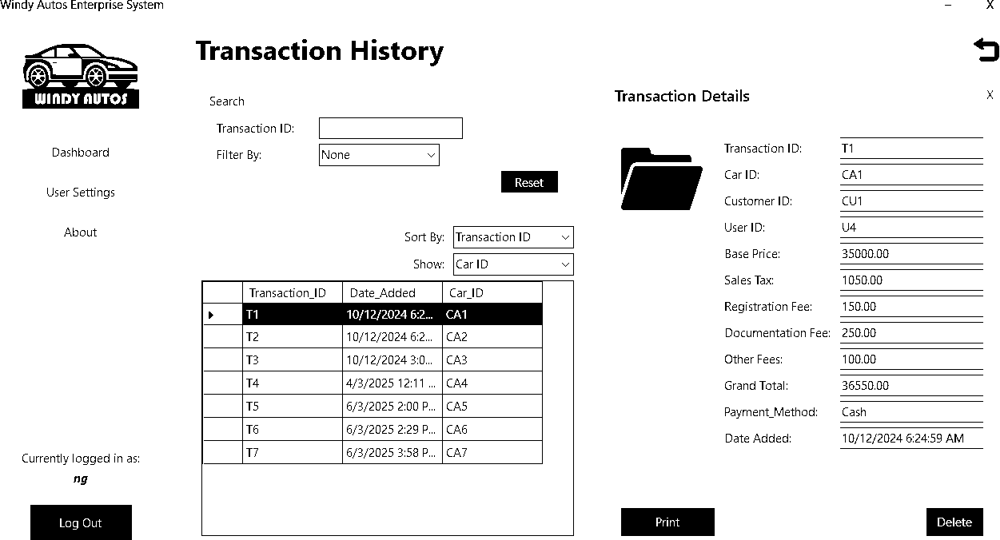 Windy Autos Enterprise System
– X
WINDY AUTOS
Dashboard
User Settings
About
Currently logged in as:
ng
Log Out
Transaction History
Search
Transaction ID:
Filter By: None
Reset
Sort By: Transaction ID
Show: Car ID
Transaction_ID Date_Added Car_ID
T1 10/12/2024 6:2... CA1
T2 10/12/2024 6:2... CA2
T3 10/12/2024 3:0... CA3
T4 4/3/2025 12:11 ... CA4
T5 6/3/2025 2:00 P... CA5
T6 6/3/2025 2:29 P... CA6
T7 6/3/2025 3:58 P... CA7
Transaction Details X
Transaction ID: T1
Car ID: CA1
Customer ID: CU1
User ID: U4
Base Price: 35000.00
Sales Tax: 1050.00
Registration Fee: 150.00
Documentation Fee: 250.00
Other Fees: 100.00
Grand Total: 36550.00
Payment_Method: Cash
Date Added: 10/12/2024 6:24:59 AM
Print
Delete